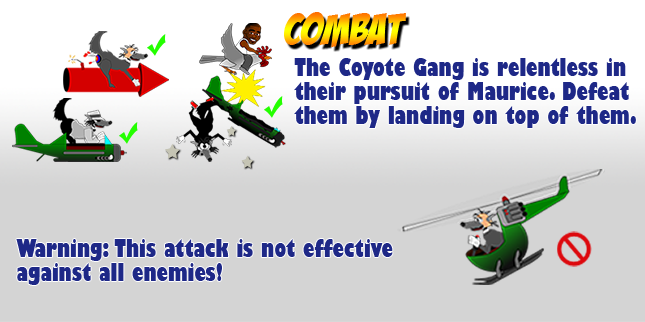 COMBAT
The Coyote Gang is relentless in
their pursuit of Maurice. Defeat
them by landing on top of them.
Warning: This attack is not effective
against all enemies!